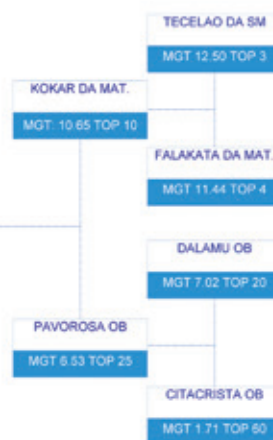 TECELAO DA SM
MGT 12.50 TOP 3
KOKAR DA MAT.
MGT: 10.65 TOP 10
FALAKATA DA MAT.
MGT 11.44 TOP 4
DALAMU OB
MGT 7.02 TOP 20
PAVOROSA OB
MGT 6.53 TOP 25
CITACRISTA OB
MGT 1.71 TOP 60